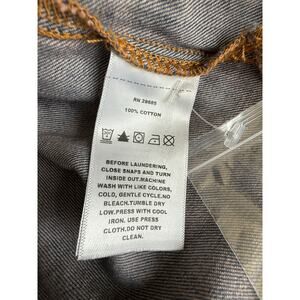 RN 29685
100% COTTON
BEFORE LAUNDERING,
CLOSE SNAPS AND TURN
INSIDE OUT.MACHINE
WASH WITH LIKE COLORS,
COLD, GENTLE CYCLE.NO
BLEACH.TUMBLE DRY
LOW.PRESS WITH COOL
IRON. USE PRESS
CLOTH.DO NOT DRY
CLEAN.